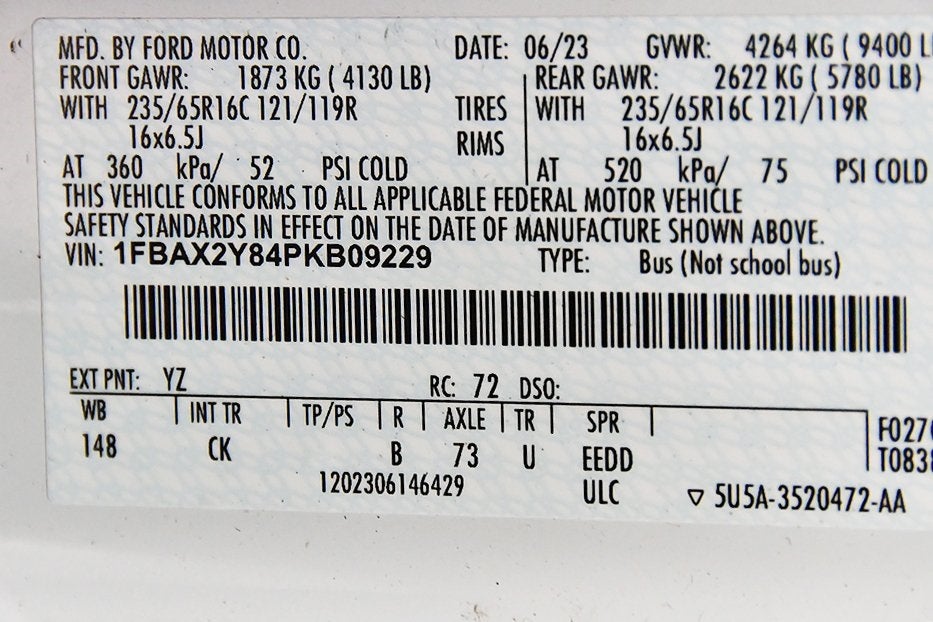 MFD. BY FORD MOTOR CO. DATE: 06/23 GVWR: 4264 KG ( 9400 L
FRONT GAWR: 1873 KG ( 4130 LB) REAR GAWR: 2622 KG ( 5780 LB)
WITH 235/65R16C 121/119R TIRES WITH 235/65R16C 121/119R
16x6.5J RIMS 16x6.5J
AT 360 kPa/ 52 PSI COLD AT 520 kPa/ 75 PSI COLD
THIS VEHICLE CONFORMS TO ALL APPLICABLE FEDERAL MOTOR VEHICLE
SAFETY STANDARDS IN EFFECT ON THE DATE OF MANUFACTURE SHOWN ABOVE.
VIN: 1FBAX2Y84PKB09229 TYPE: Bus (Not school bus)
EXT PNT: YZ RC: 72 DSO:
WB INT TR TP/PS R AXLE TR SPR F027
148 CK B 73 U EEDD T083
1202306146429 ULC ▽ 5U5A-3520472-AA